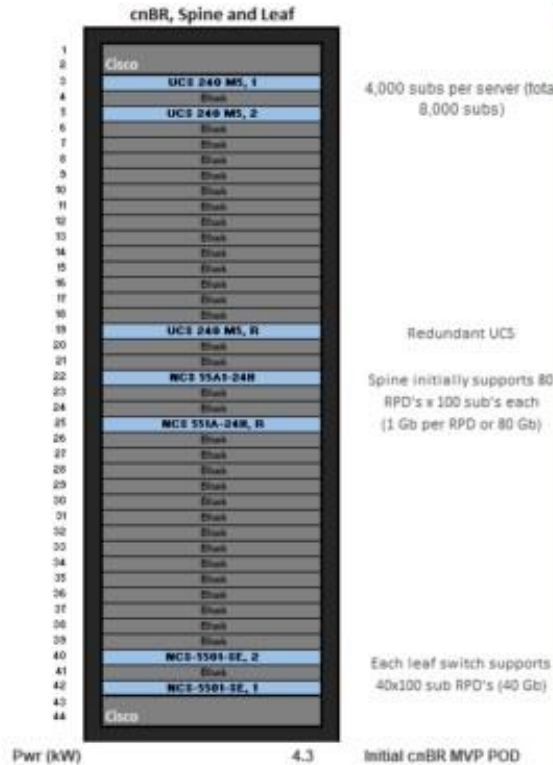 cnBR, Spine and Leaf
1
2 Cisco
3 UCS 240 M5, 1
4 Blank
5 UCS 240 M5, 2
6 Blank
7 Blank
8 Blank
9 Blank
10 Blank
11 Blank
12 Blank
13 Blank
14 Blank
15 Blank
16 Blank
17 Blank
18 Blank
19 UCS 240 M5, R
20 Blank
21 Blank
22 NCS 55A1-24H
23 Blank
24 Blank
25 NCS 551A-24H, R
26 Blank
27 Blank
28 Blank
29 Blank
30 Blank
31 Blank
32 Blank
33 Blank
34 Blank
35 Blank
36 Blank
37 Blank
38 Blank
39 Blank
40 NCS-5501-SE, 2
41 Blank
42 NCS-5501-SE, 1
43
44 Cisco
4,000 subs per server (tota
8,000 subs)
Redundant UCS
Spine initially supports 80
RPD's x 100 sub's each
(1 Gb per RPD or 80 Gb)
Each leaf switch supports
40x100 sub RPD's (40 Gb)
Pwr (kW) 4.3 Initial cnBR MVP POD